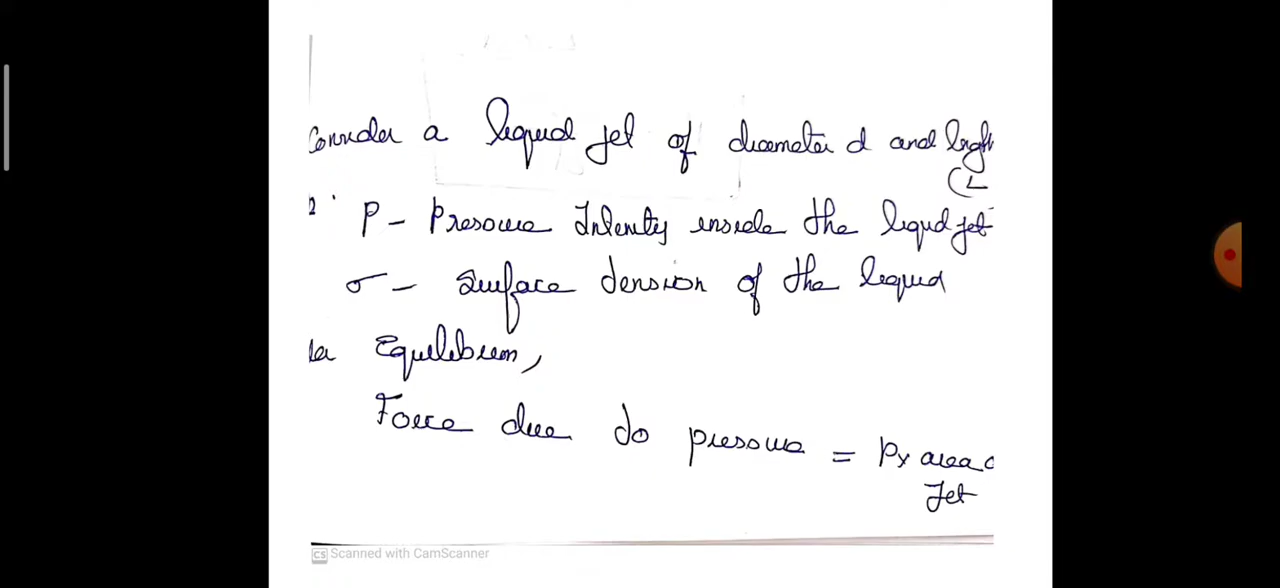 Consider a liquid jet of diameter d and length
(L
P - Pressure Intensity inside the liquid jet
σ - Surface tension of the liquid
Equilibrium,
Force due to pressure = P x area
Jet
CS Scanned with CamScanner